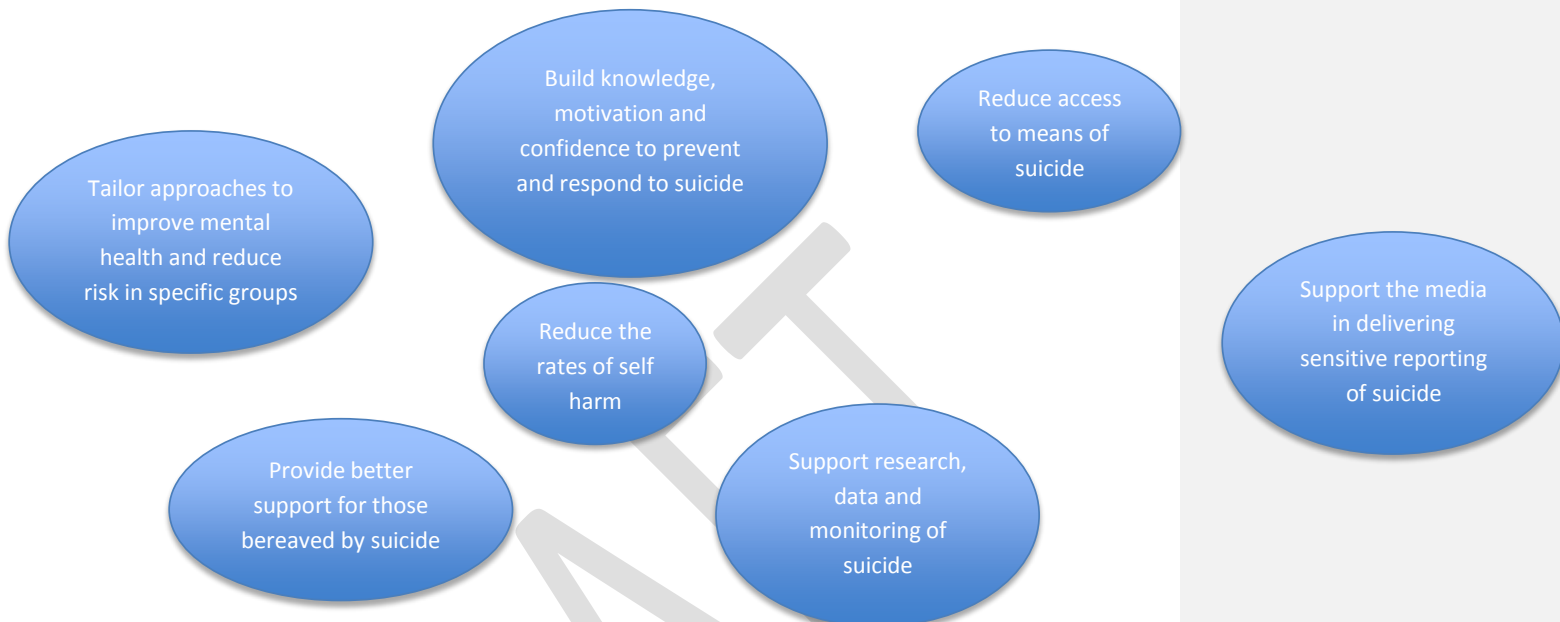 Build knowledge,
motivation and
confidence to prevent
and respond to suicide
Reduce access
to means of
suicide
Tailor approaches to
improve mental
health and reduce
risk in specific groups
Support the media
in delivering
sensitive reporting
of suicide
Reduce the
rates of self
harm
Provide better
support for those
bereaved by suicide
Support research,
data and
monitoring of
suicide